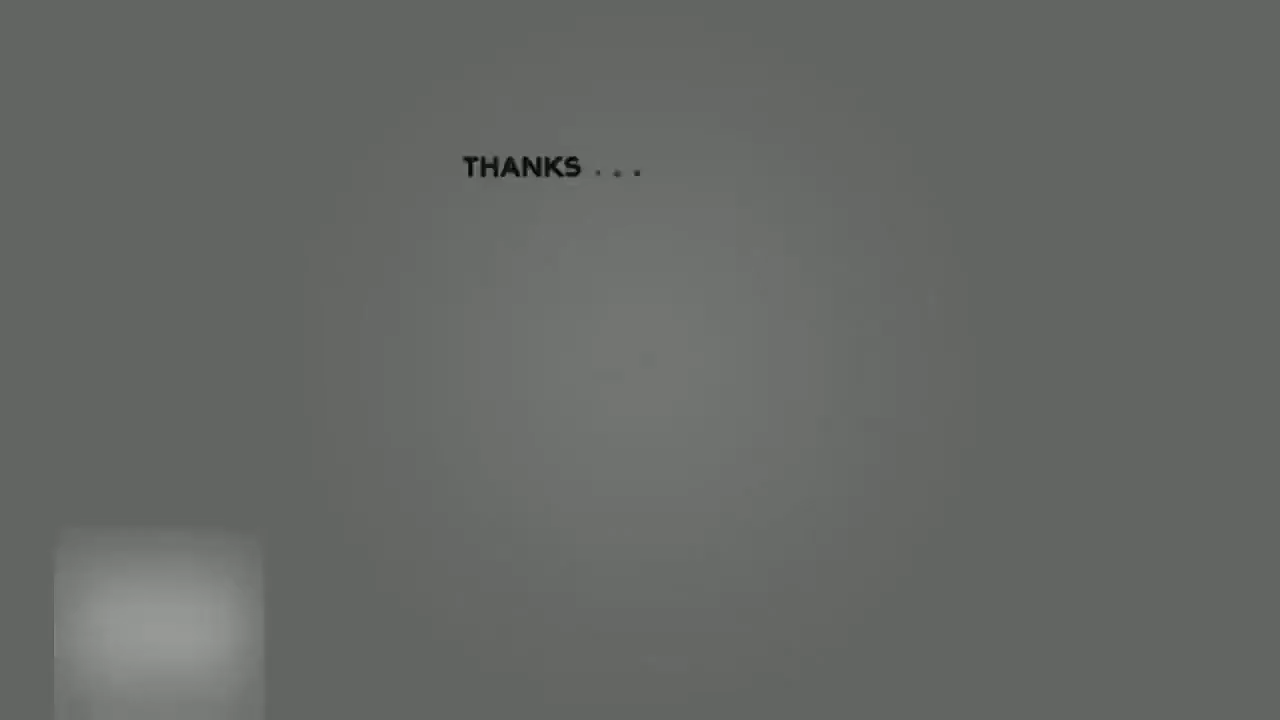 THANKS . . .